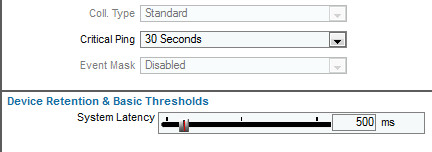 Coll. Type Standard
Critical Ping 30 Seconds
Event Mask Disabled
Device Retention & Basic Thresholds
System Latency 500 ms